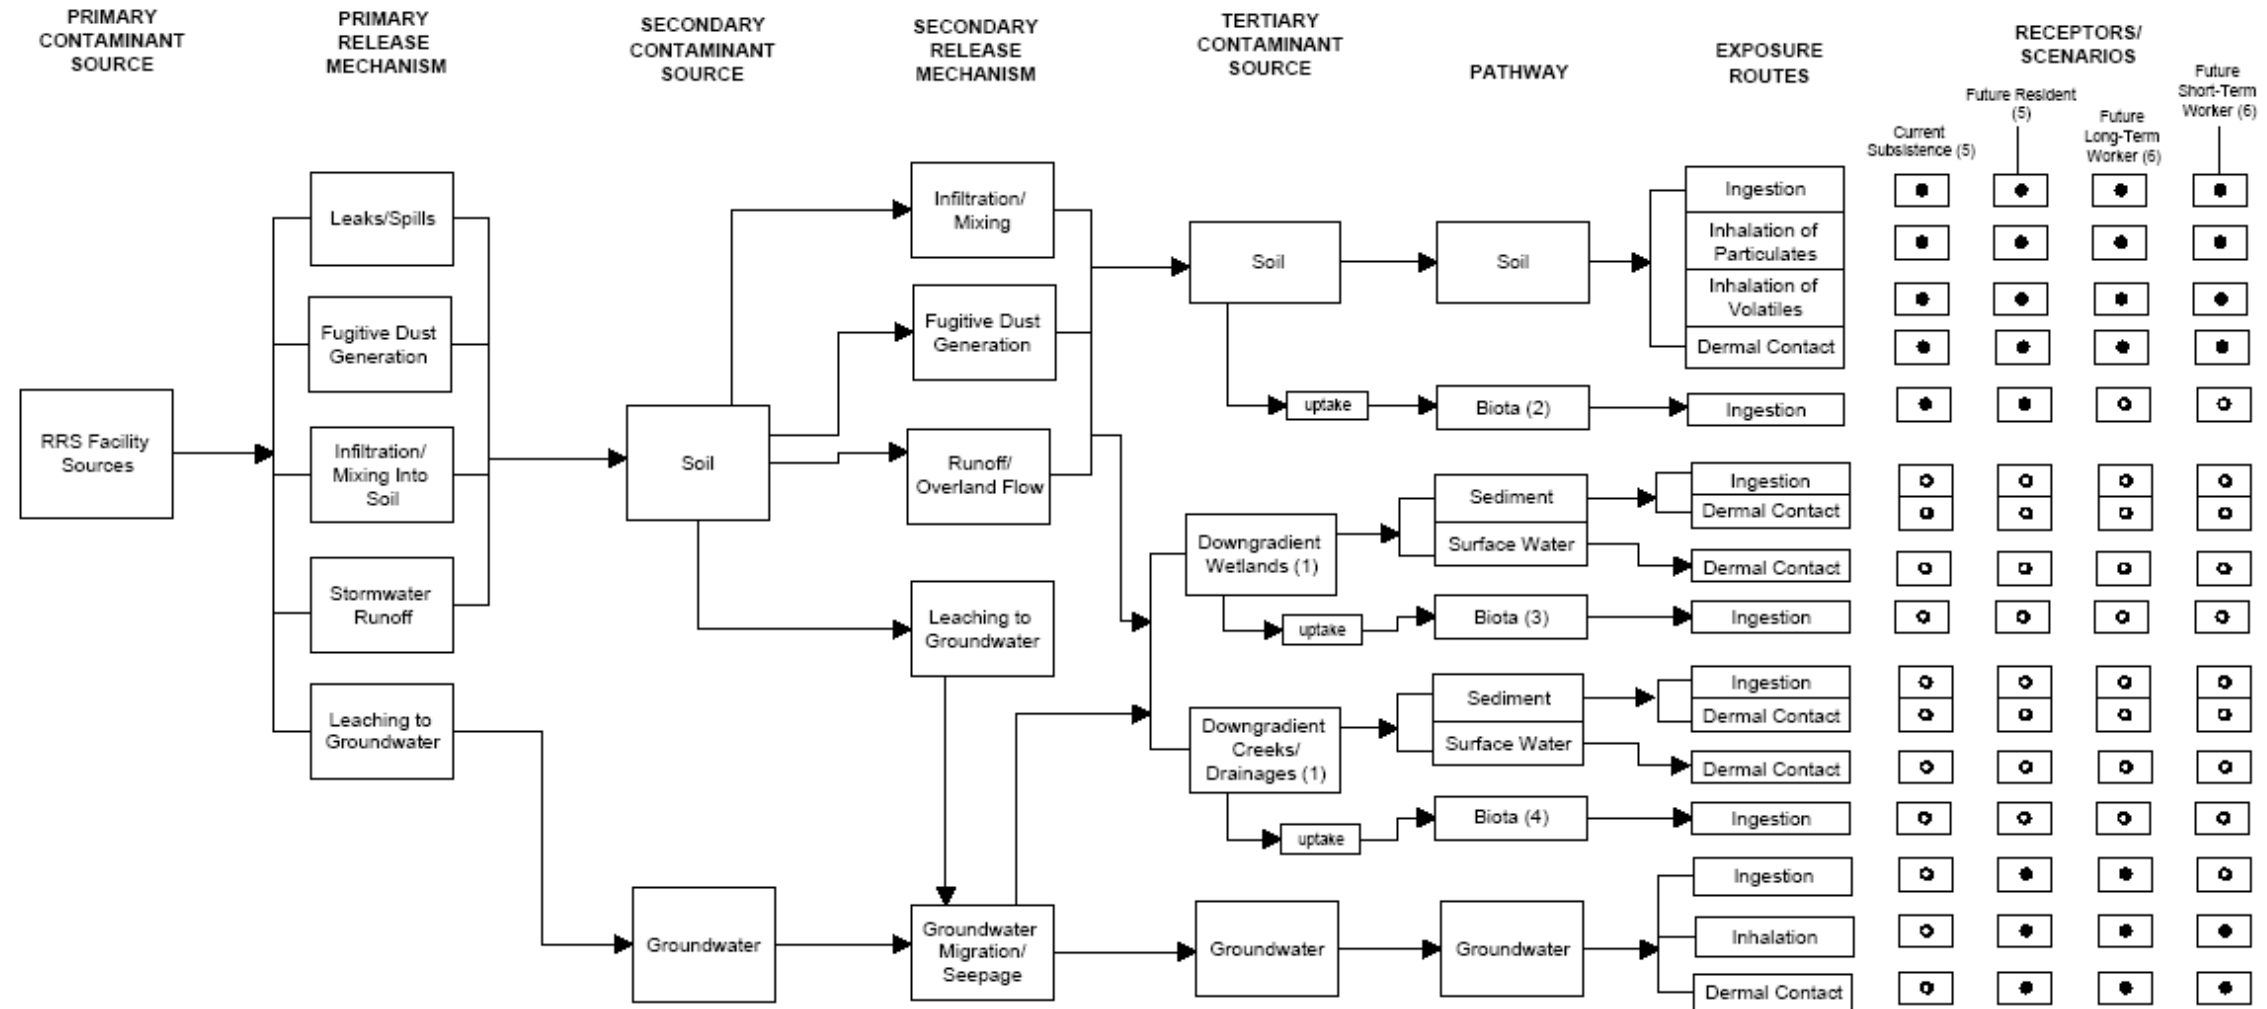 PRIMARY
CONTAMINANT
SOURCE
PRIMARY
RELEASE
MECHANISM
SECONDARY
CONTAMINANT
SOURCE
SECONDARY
RELEASE
MECHANISM
TERTIARY
CONTAMINANT
SOURCE
PATHWAY
EXPOSURE
ROUTES
RECEPTORS/
SCENARIOS
Current
Subsistence (5)
Future Resident
(5)
Future
Long-Term
Worker (6)
Future
Short-Term
Worker (6)
RRS Facility
Sources
Leaks/Spills
Fugitive Dust
Generation
Infiltration/
Mixing Into
Soil
Stormwater
Runoff
Leaching to
Groundwater
Soil
Groundwater
Infiltration/
Mixing
Fugitive Dust
Generation
Runoff/
Overland Flow
Leaching to
Groundwater
Groundwater
Migration/
Seepage
Soil
uptake
Downgradient
Wetlands (1)
uptake
Downgradient
Creeks/
Drainages (1)
uptake
Groundwater
Soil
Biota (2)
Sediment
Surface Water
Biota (3)
Sediment
Surface Water
Biota (4)
Groundwater
Ingestion
Inhalation of
Particulates
Inhalation of
Volatiles
Dermal Contact
Ingestion
Ingestion
Dermal Contact
Dermal Contact
Ingestion
Ingestion
Dermal Contact
Dermal Contact
Ingestion
Ingestion
Inhalation
Dermal Contact